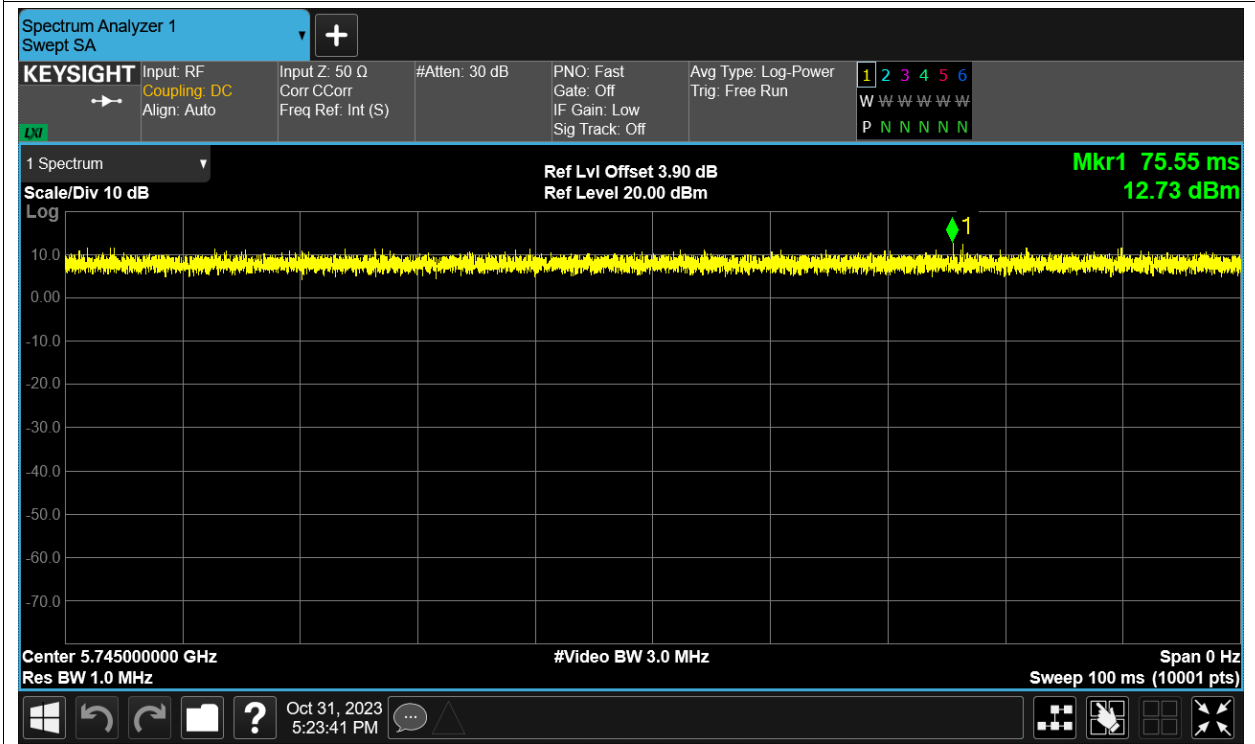 Spectrum Analyzer 1
Swept SA
KEYSIGHT
LXI
Input: RF
Coupling: DC
Align: Auto
Input Z: 50 Ω
Corr CCorr
Freq Ref: Int (S)
#Atten: 30 dB
PNO: Fast
Gate: Off
IF Gain: Low
Sig Track: Off
Avg Type: Log-Power
Trig: Free Run
1 2 3 4 5 6
W W W W W W
P N N N N N
1 Spectrum
Scale/Div 10 dB
Ref Lvl Offset 3.90 dB
Ref Level 20.00 dBm
Mkr1 75.55 ms
12.73 dBm
Log
1
10.0
0.00
-10.0
-20.0
-30.0
-40.0
-50.0
-60.0
-70.0
Center 5.745000000 GHz
#Video BW 3.0 MHz
Span 0 Hz
Res BW 1.0 MHz
Sweep 100 ms (10001 pts)
?
Oct 31, 2023
5:23:41 PM